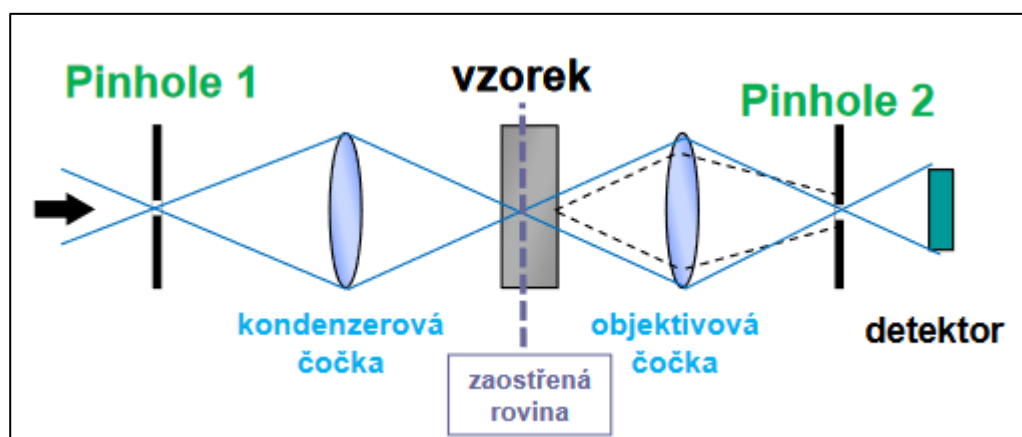 Pinhole 1
vzorek
Pinhole 2
kondenzerová
čočka
objektivová
čočka
detektor
zaostřená
rovina